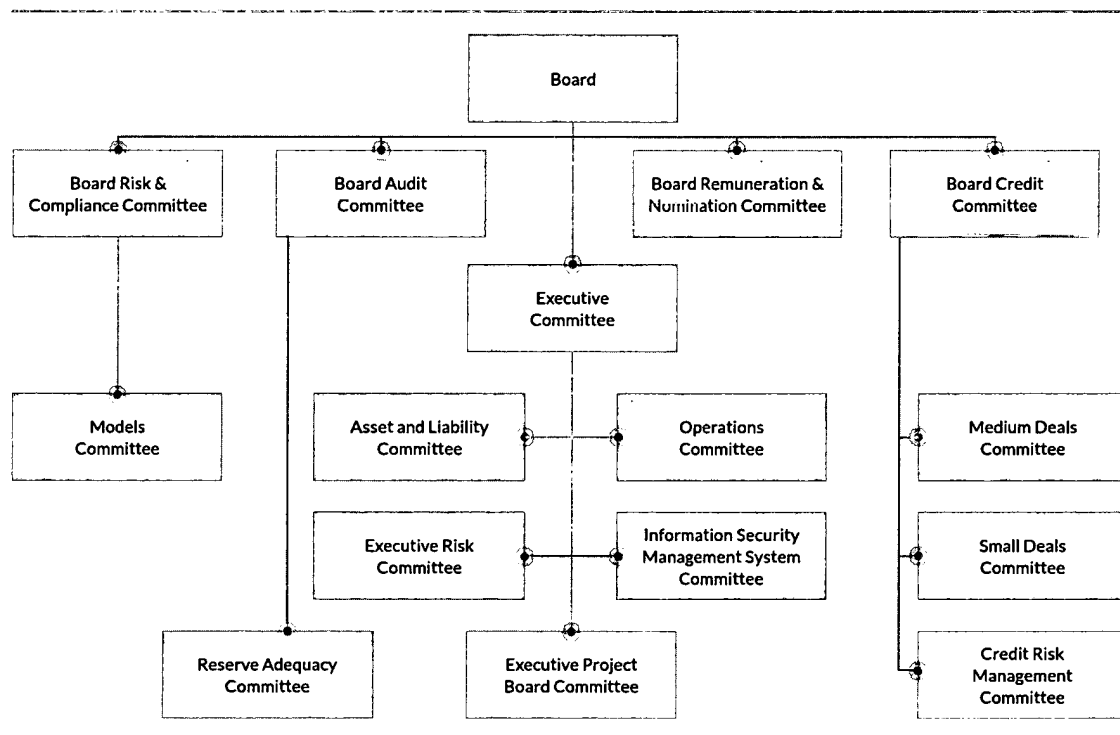 Board
Board Risk &
Compliance Committee
Board Audit
Committee
Board Remuneration &
Nomination Committee
Board Credit
Committee
Executive
Committee
Models
Committee
Asset and Liability
Committee
Operations
Committee
Medium Deals
Committee
Executive Risk
Committee
Information Security
Management System
Committee
Small Deals
Committee
Reserve Adequacy
Committee
Executive Project
Board Committee
Credit Risk
Management
Committee